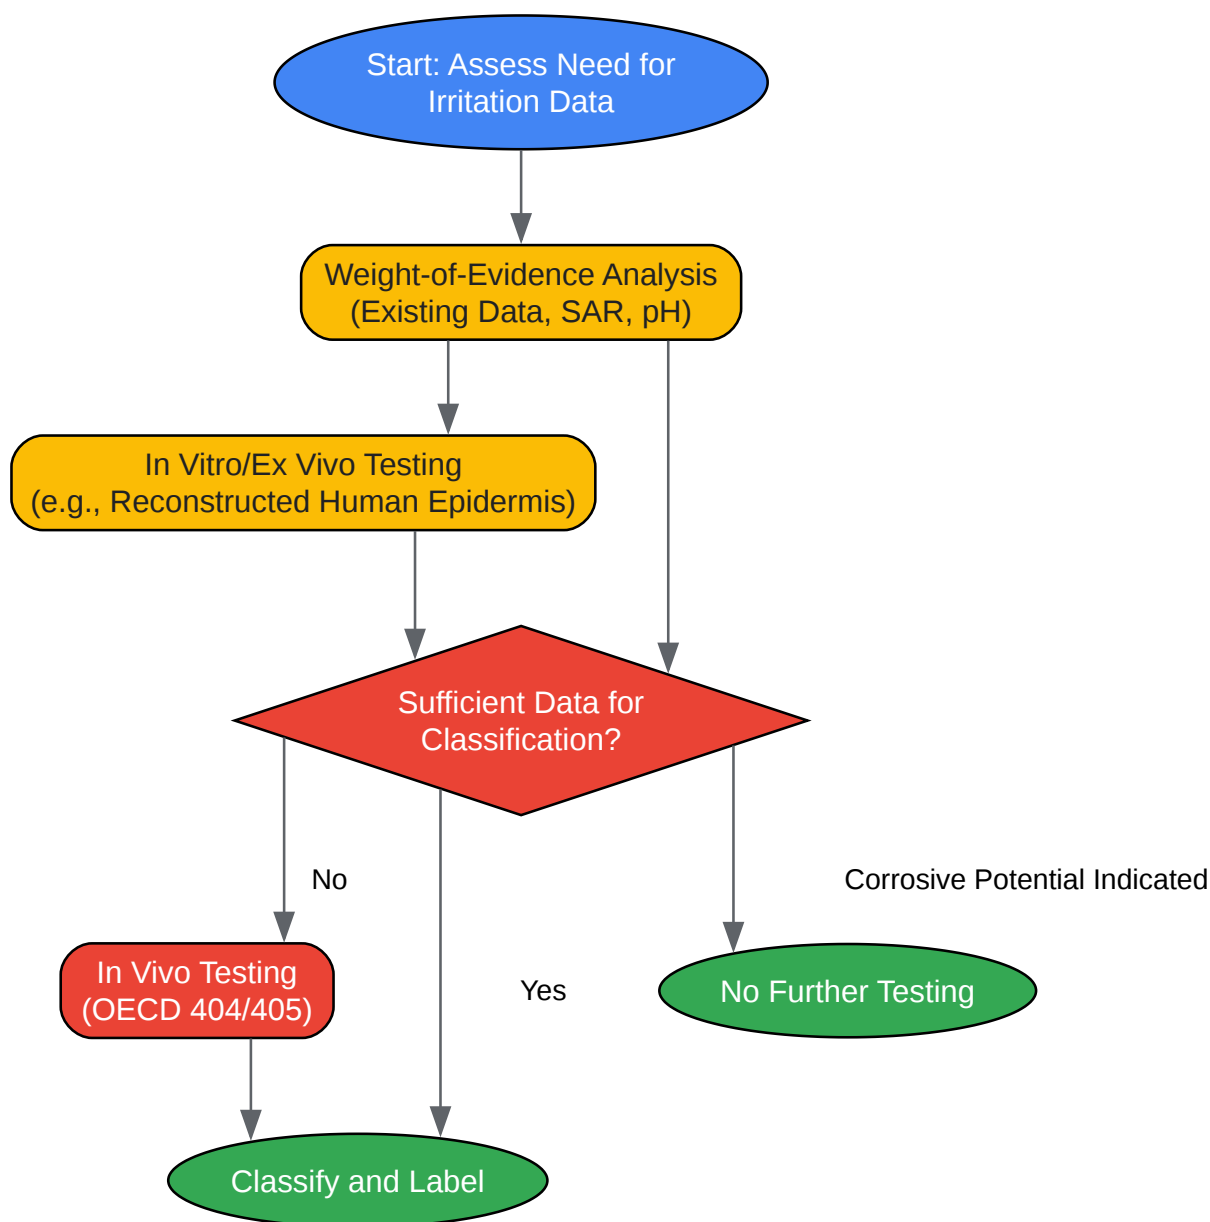 Start: Assess Need for
Irritation Data
Weight-of-Evidence Analysis
(Existing Data, SAR, pH)
In Vitro/Ex Vivo Testing
(e.g., Reconstructed Human Epidermis)
Sufficient Data for
Classification?
No
Corrosive Potential Indicated
In Vivo Testing
(OECD 404/405)
Yes
No Further Testing
Classify and Label